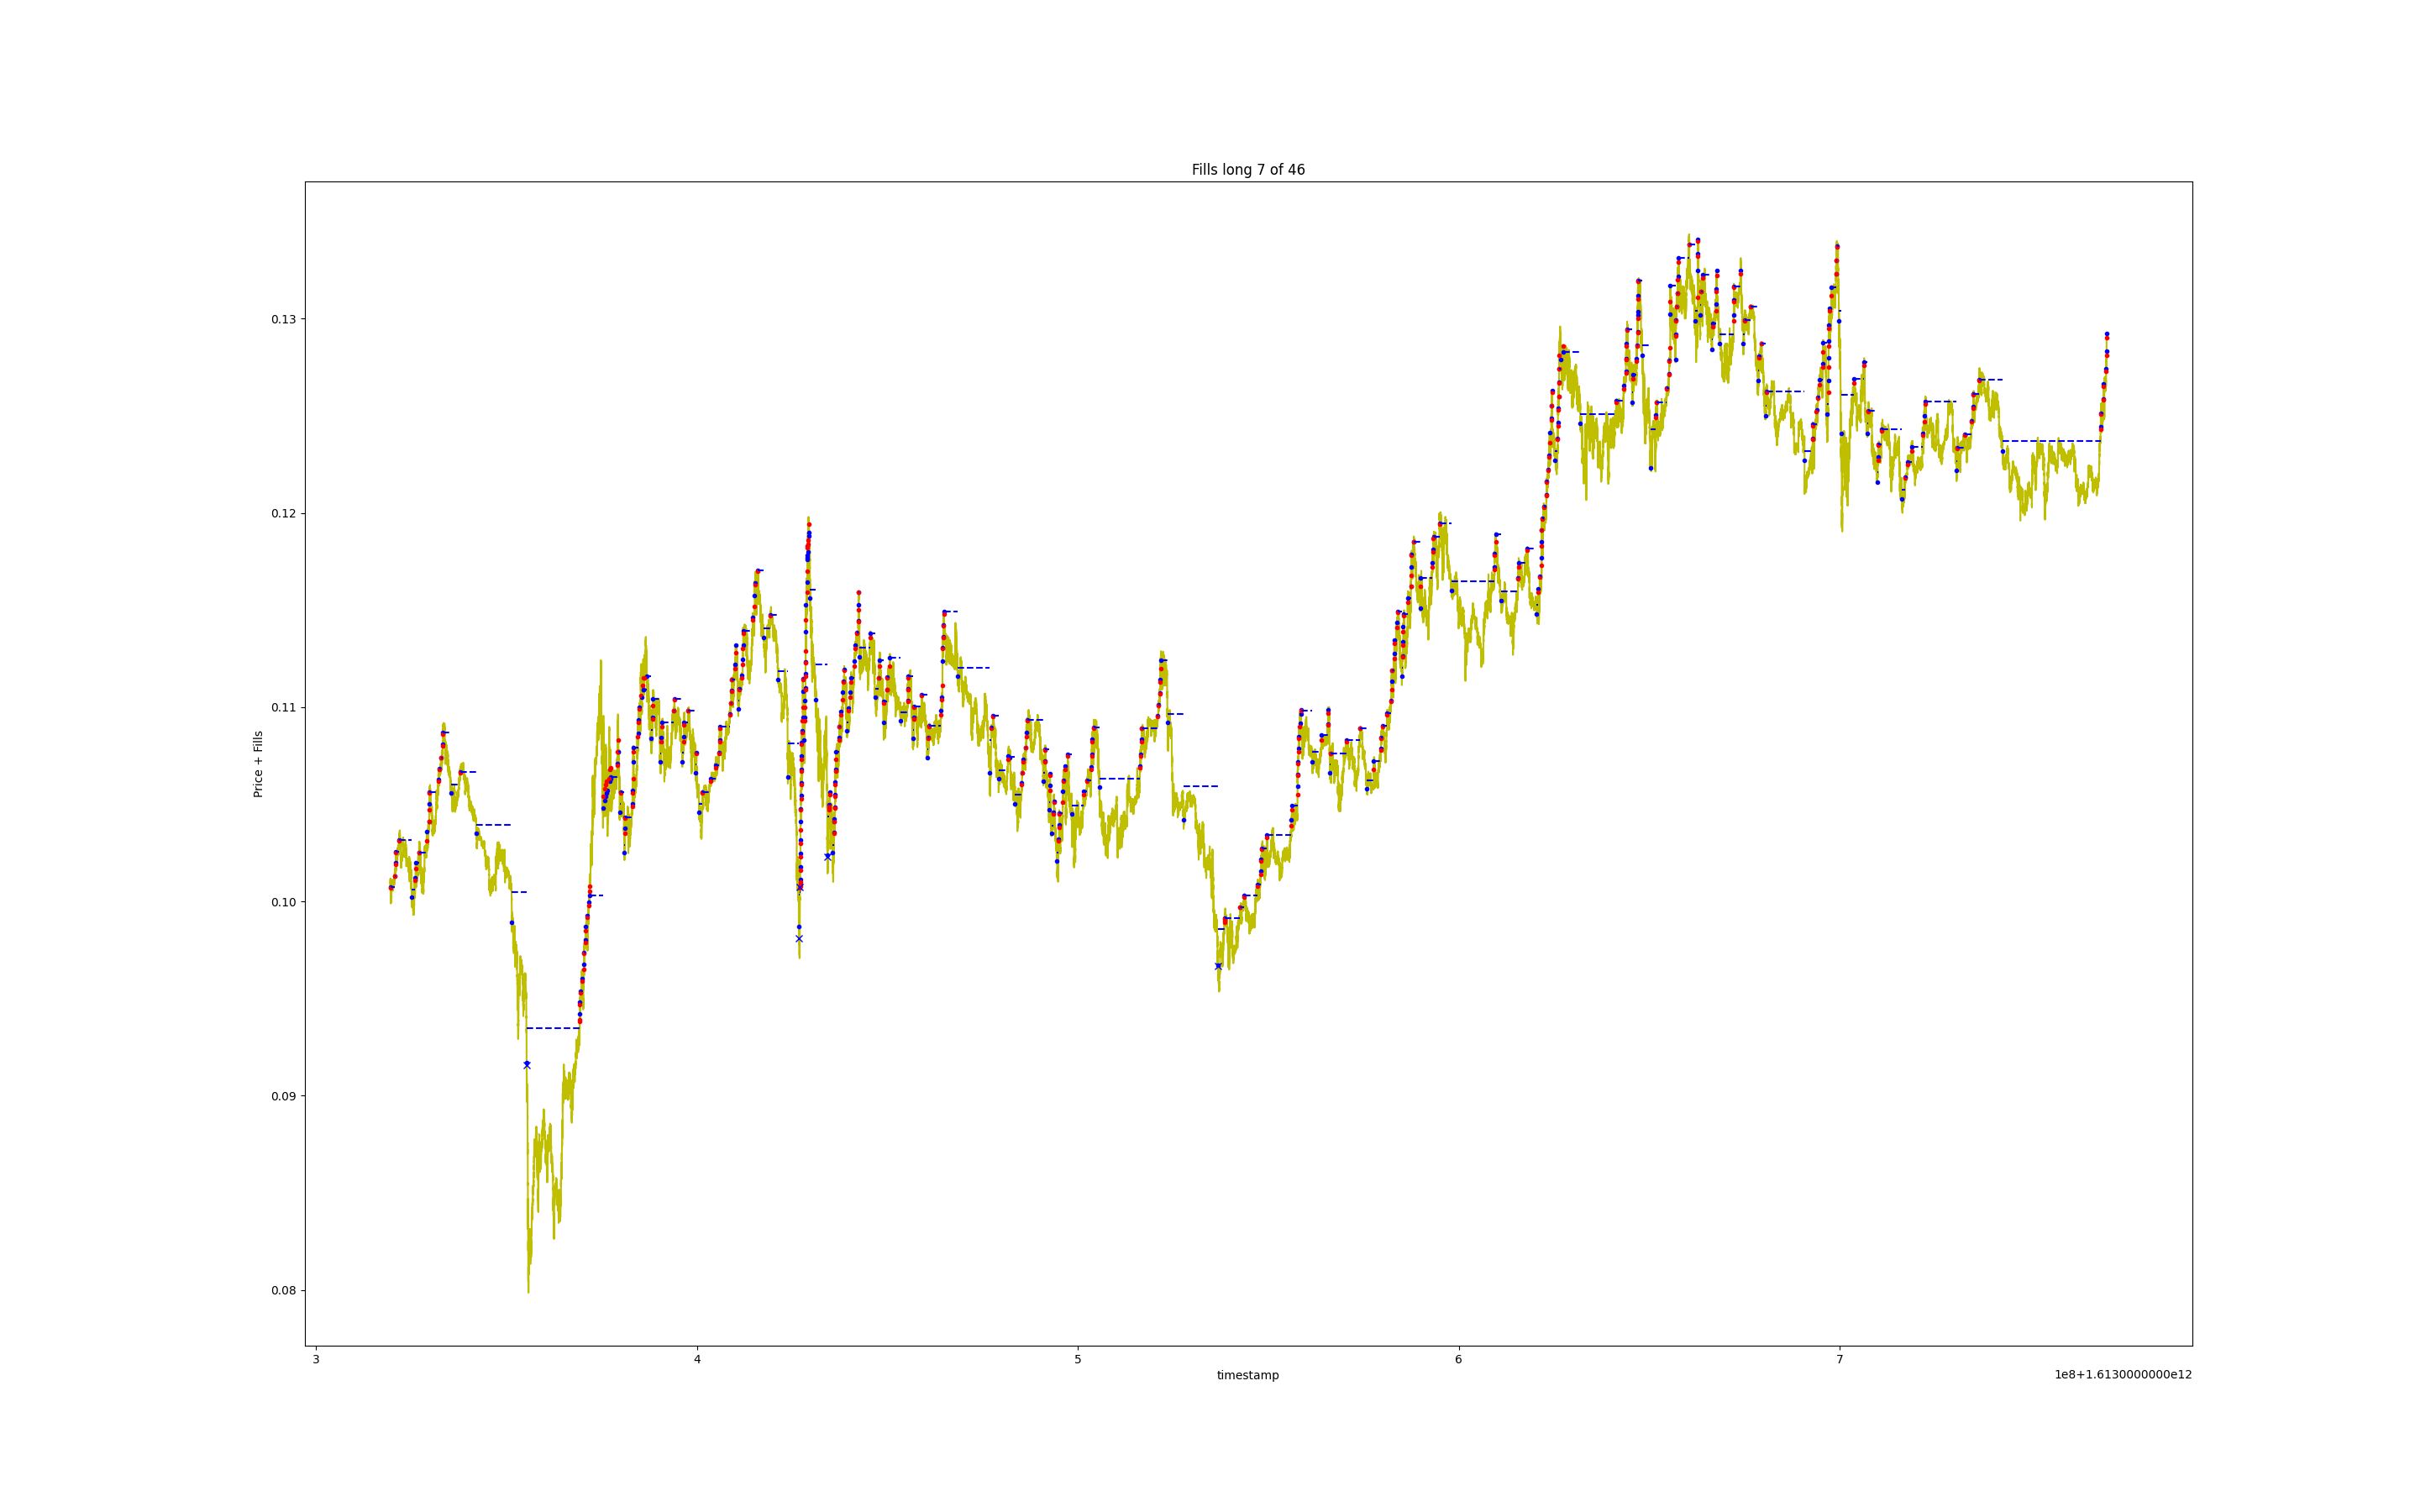 Fills long 7 of 46
Price + Fills
0.13
0.12
0.11
0.10
0.09
0.08
3 4 5 6 7
timestamp
1e8+1.6130000000e12